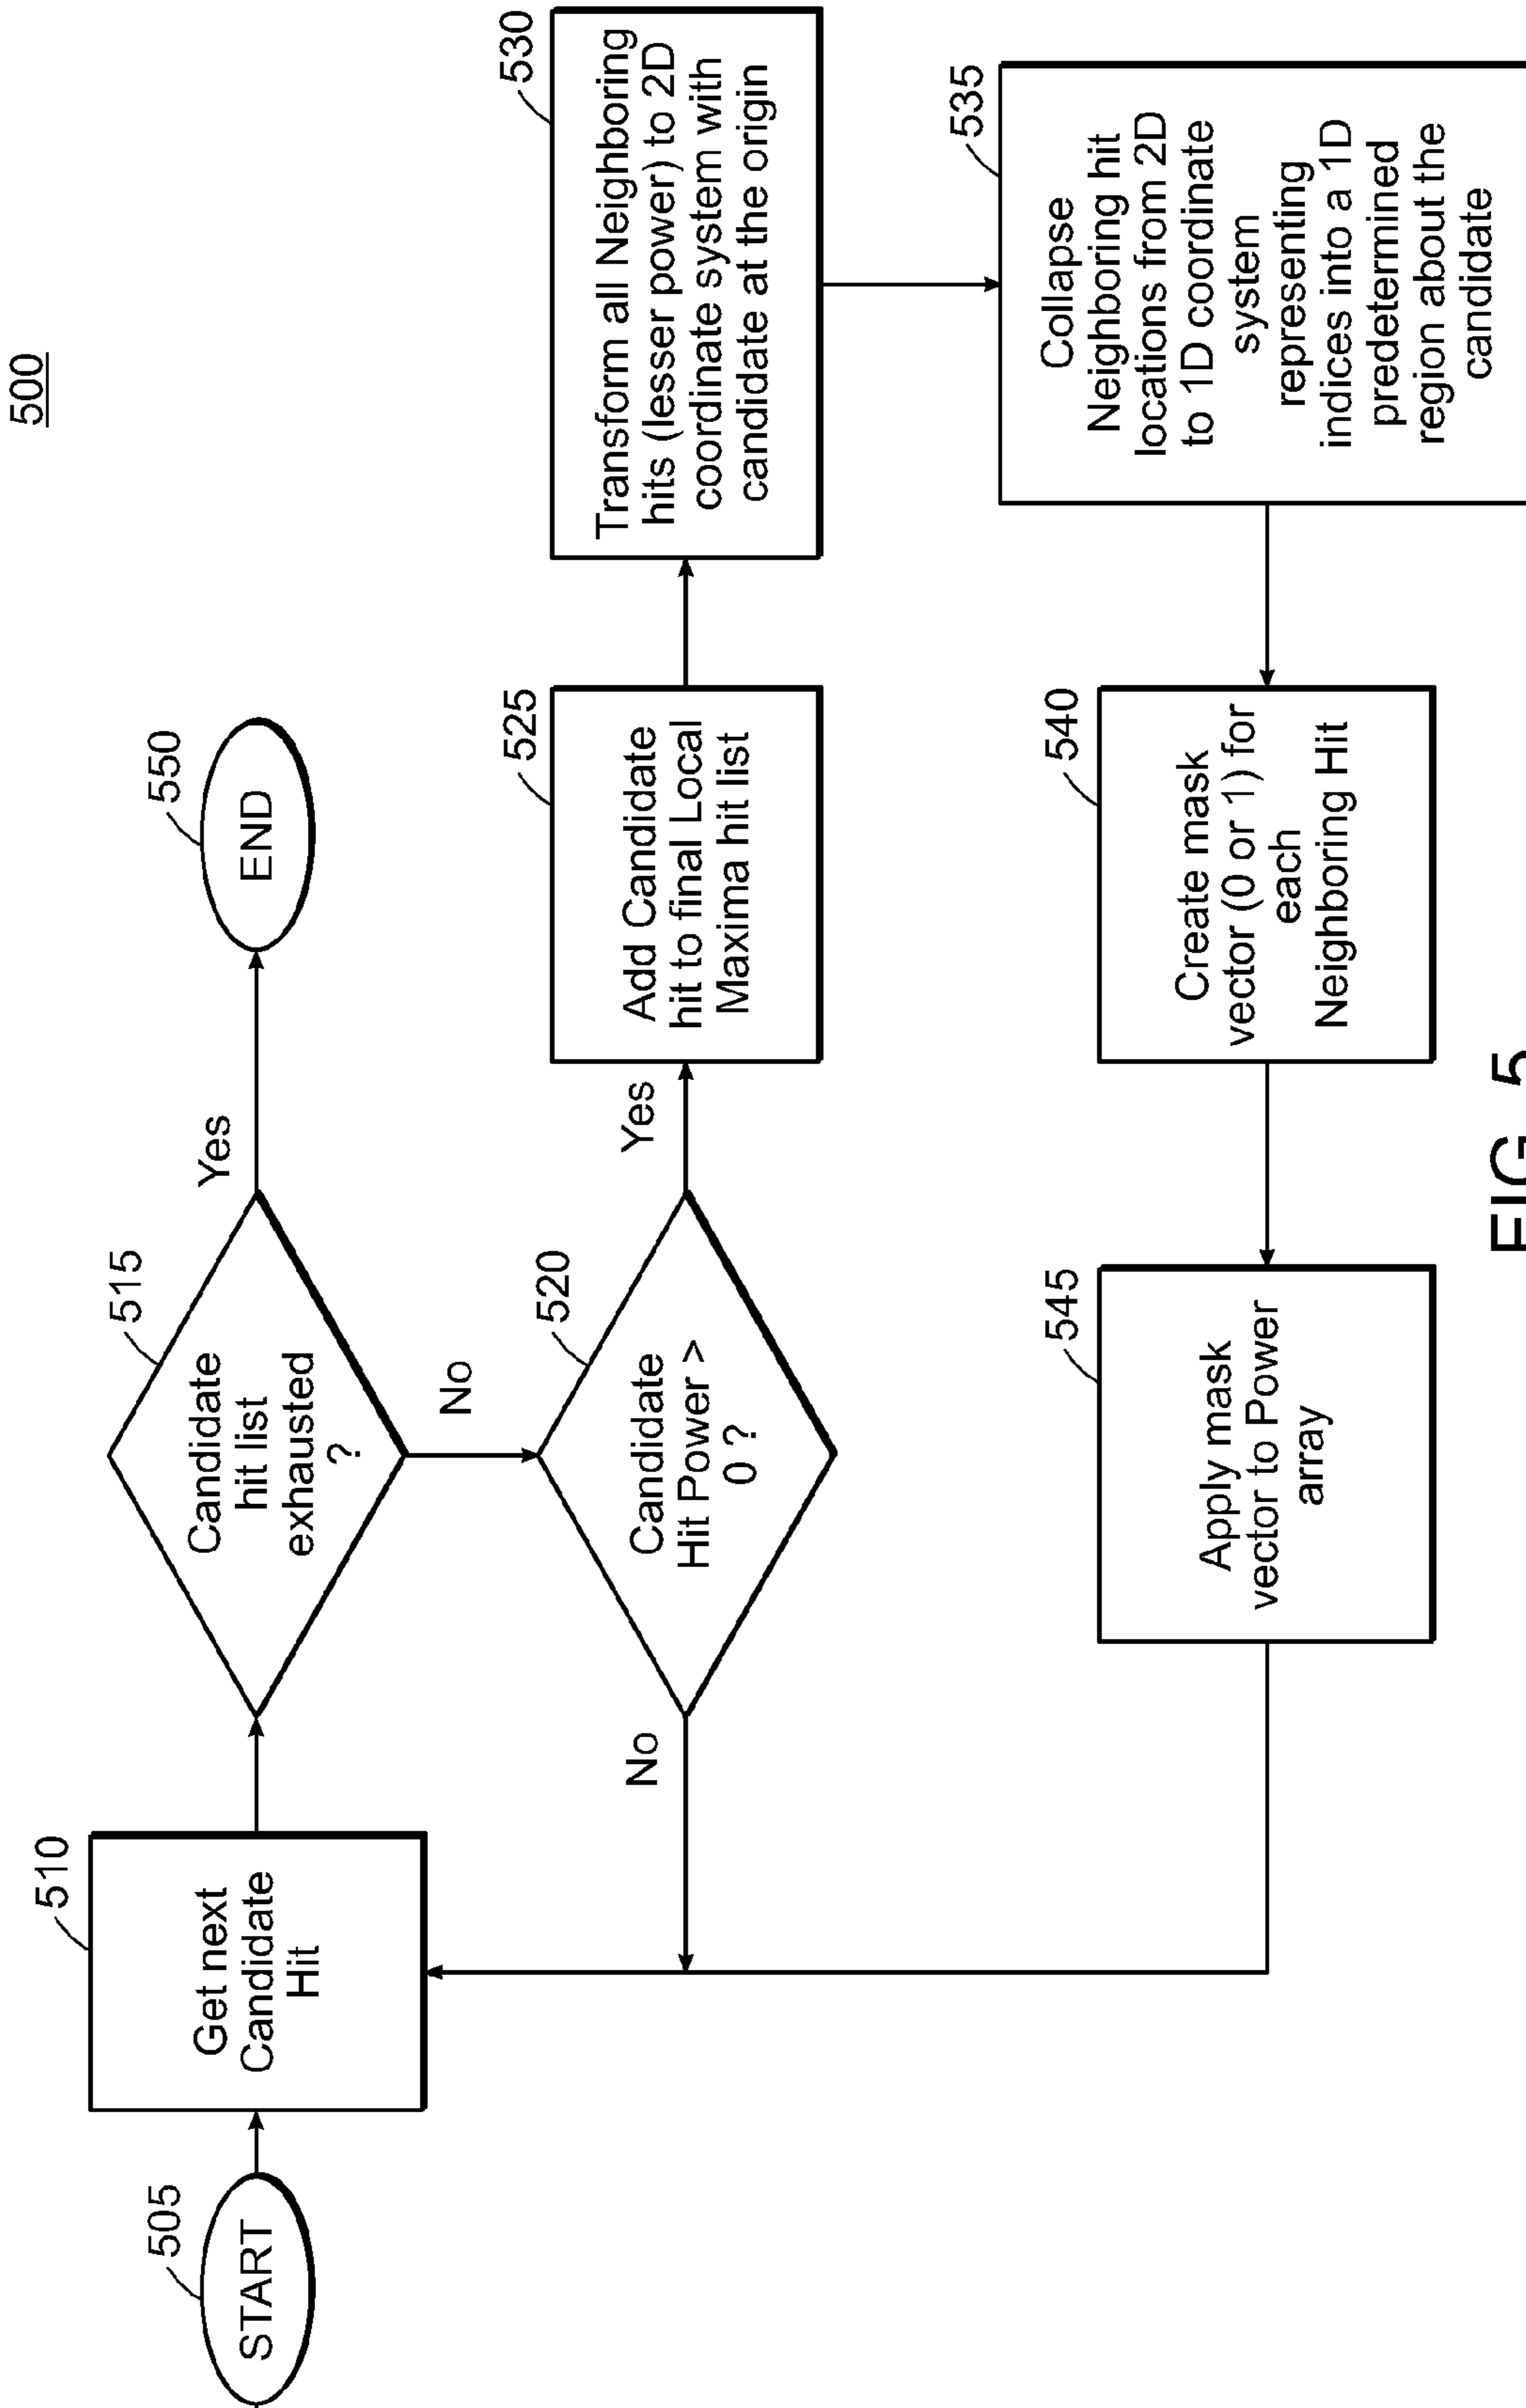 500
505
START
510
Get next
Candidate
Hit
515
Candidate
hit list
exhausted
?
Yes
550
END
No
520
Candidate
Hit Power >
0 ?
No
Yes
525
Add Candidate
hit to final Local
Maxima hit list
530
Transform all Neighboring
hits (lesser power) to 2D
coordinate system with
candidate at the origin
535
Collapse
Neighboring hit
locations from 2D
to 1D coordinate
system
representing
indices into a 1D
predetermined
region about the
candidate
540
Create mask
vector (0 or 1) for
each
Neighboring Hit
545
Apply mask
vector to Power
array
FIG. 5